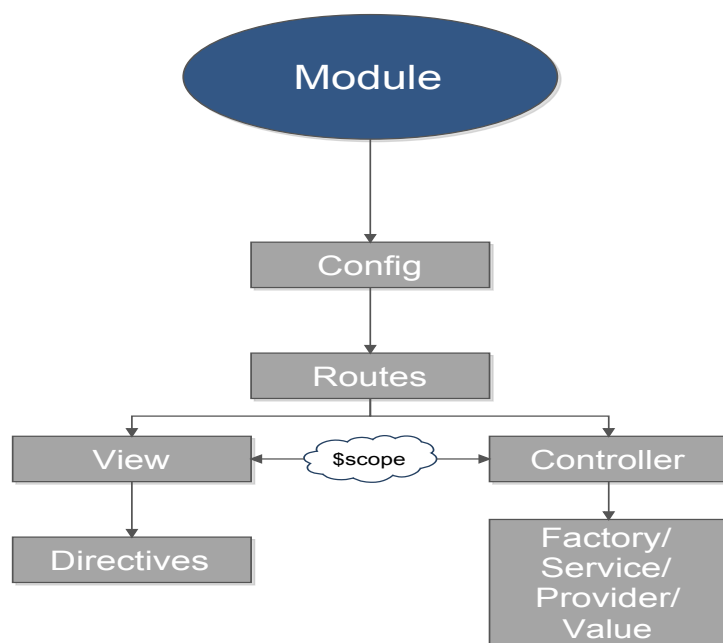 Module
Config
Routes
View
$scope
Controller
Directives
Factory/
Service/
Provider/
Value